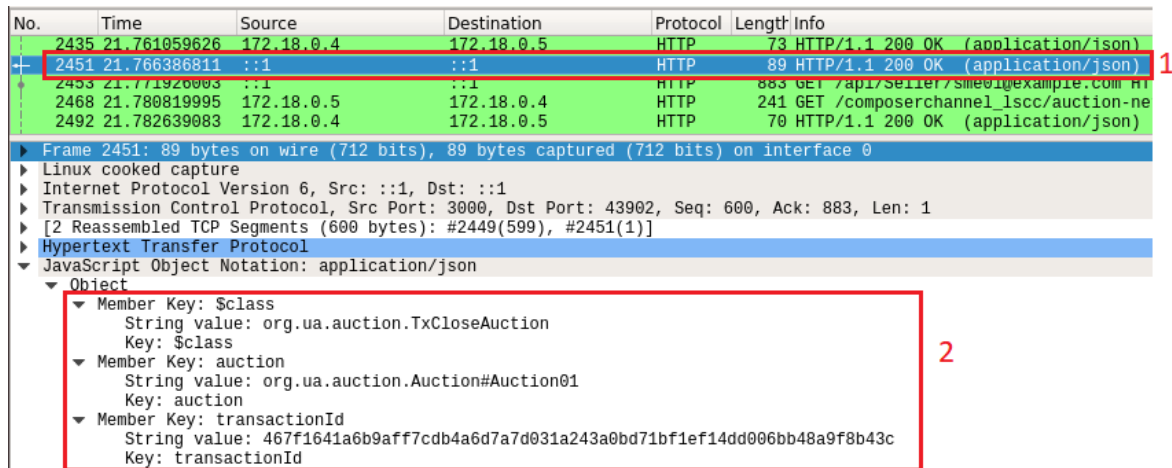 No. Time Source Destination Protocol Length Info
2435 21.761059626 172.18.0.4 172.18.0.5 HTTP 73 HTTP/1.1 200 OK (application/json)
2451 21.766386811 ::1 ::1 HTTP 89 HTTP/1.1 200 OK (application/json) 1
2453 21.771926003 ::1 ::1 HTTP 883 GET /api/Seller/sme01@example.com HT
2468 21.780819995 172.18.0.5 172.18.0.4 HTTP 241 GET /composerchannel_lscc/auction-ne
2492 21.782639083 172.18.0.4 172.18.0.5 HTTP 70 HTTP/1.1 200 OK (application/json)
Frame 2451: 89 bytes on wire (712 bits), 89 bytes captured (712 bits) on interface 0
Linux cooked capture
Internet Protocol Version 6, Src: ::1, Dst: ::1
Transmission Control Protocol, Src Port: 3000, Dst Port: 43902, Seq: 600, Ack: 883, Len: 1
[2 Reassembled TCP Segments (600 bytes): #2449(599), #2451(1)]
Hypertext Transfer Protocol
JavaScript Object Notation: application/json
Object
Member Key: $class
String value: org.ua.auction.TxCloseAuction
Key: $class
2
Member Key: auction
String value: org.ua.auction.Auction#Auction01
Key: auction
Member Key: transactionId
String value: 467f1641a6b9aff7cdb4a6d7a7d031a243a0bd71bf1ef14dd006bb48a9f8b43c
Key: transactionId